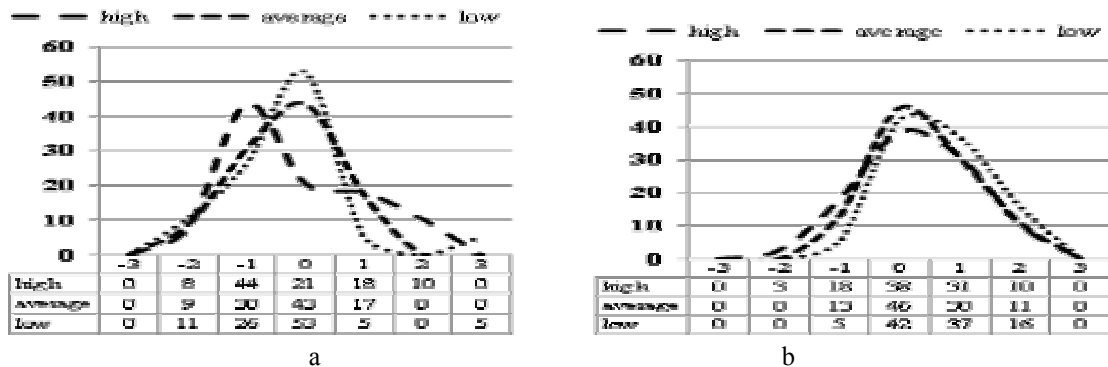 high average low
60
50
40
30
20
10
0
-3 -2 -1 0 1 2 3
high 0 8 44 21 18 10 0
average 0 9 30 43 17 0 0
low 0 11 26 53 5 0 5
a
high average low
60
50
40
30
20
10
0
-3 -2 -1 0 1 2 3
high 0 3 18 38 31 10 0
average 0 0 13 46 30 11 0
low 0 0 5 42 37 16 0
b